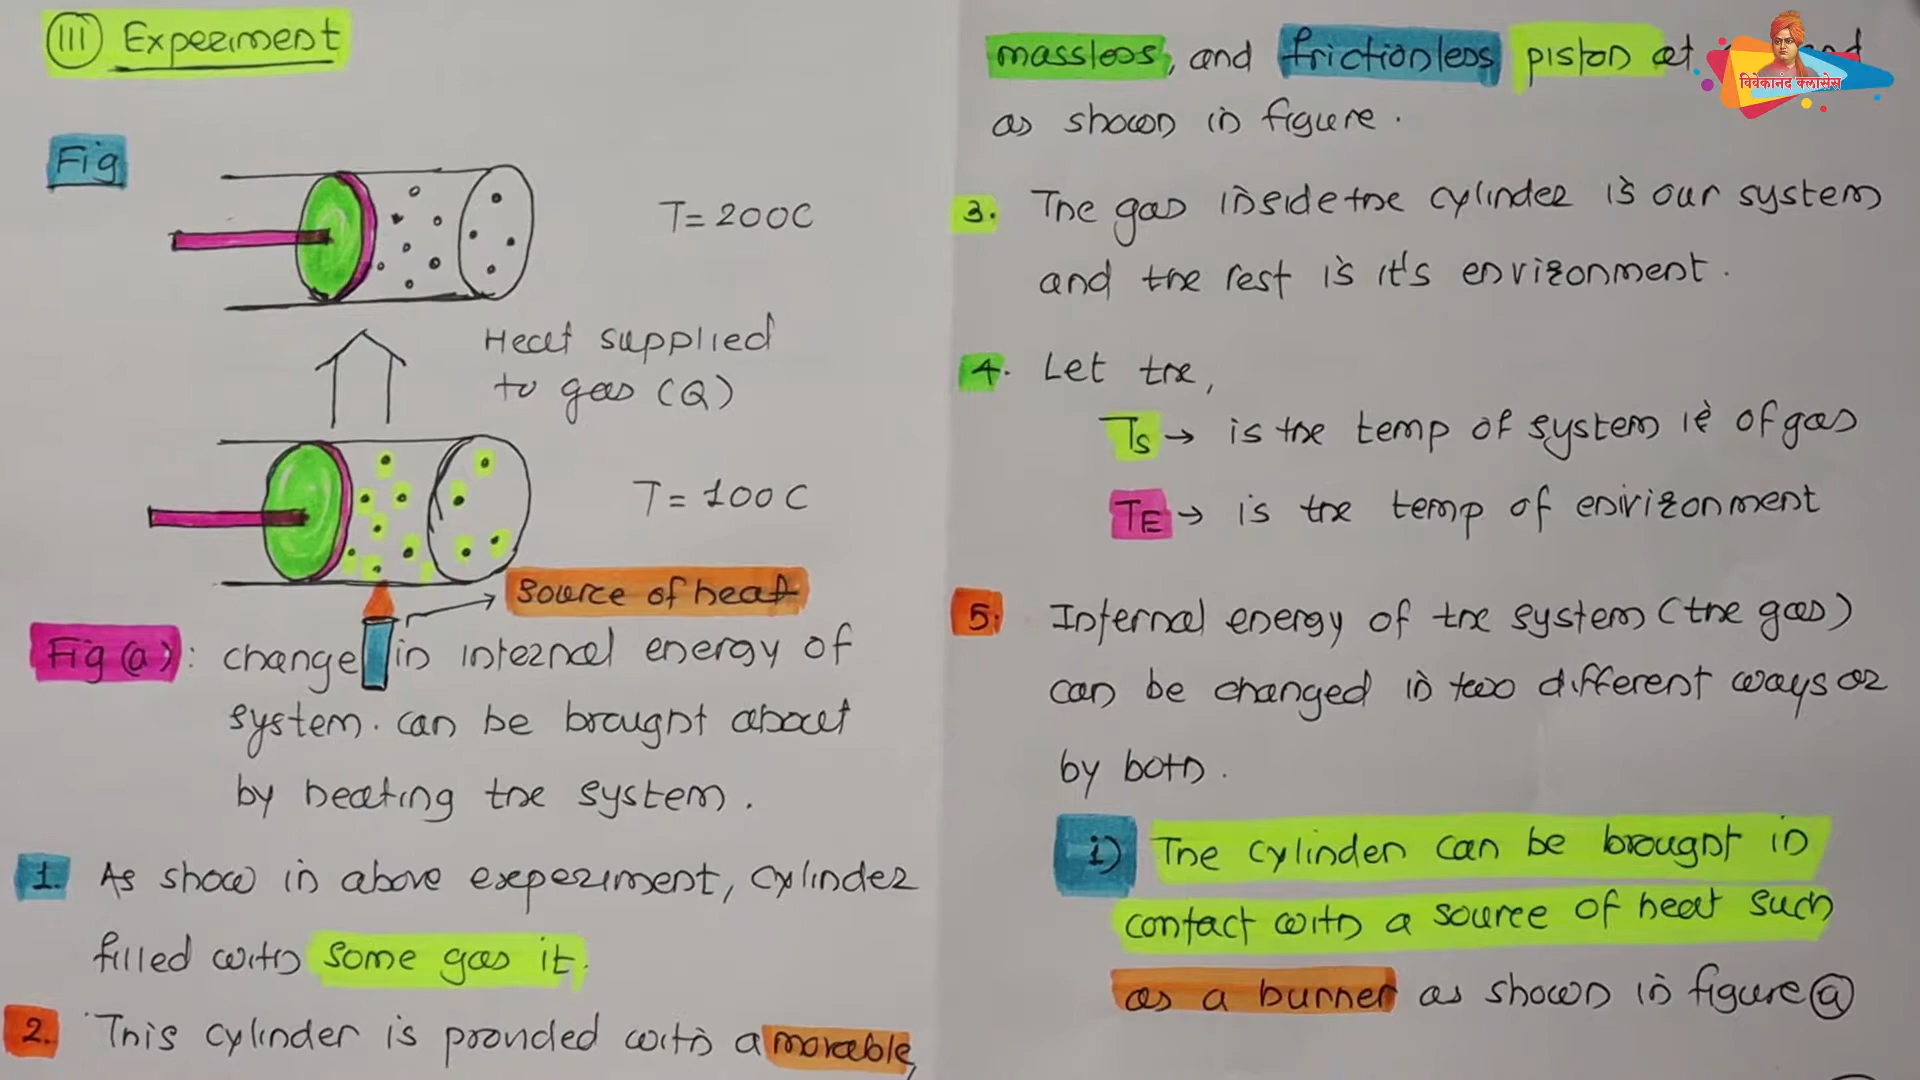 III Experiment
Fig
T=200C
Heat supplied
to gas (Q)
T=100C
Source of heat
Fig (a): change in internal energy of
system. can be brought about
by heating the system.
1. As show in above experiment, cylinder
filled with some gas it.
2. This cylinder is provided with a movable,
massless, and frictionless piston at
as shown in figure.
3. The gas inside the cylinder is our system
and the rest is it's environment.
4. Let the,
Ts → is the temp of system ie of gas
TE → is the temp of environment
5. Internal energy of the system (the gas)
can be changed in two different ways or
by both.
i) The cylinder can be brought in
contact with a source of heat such
as a burner as shown in figure (a)
विवेकानंद क्लासेस